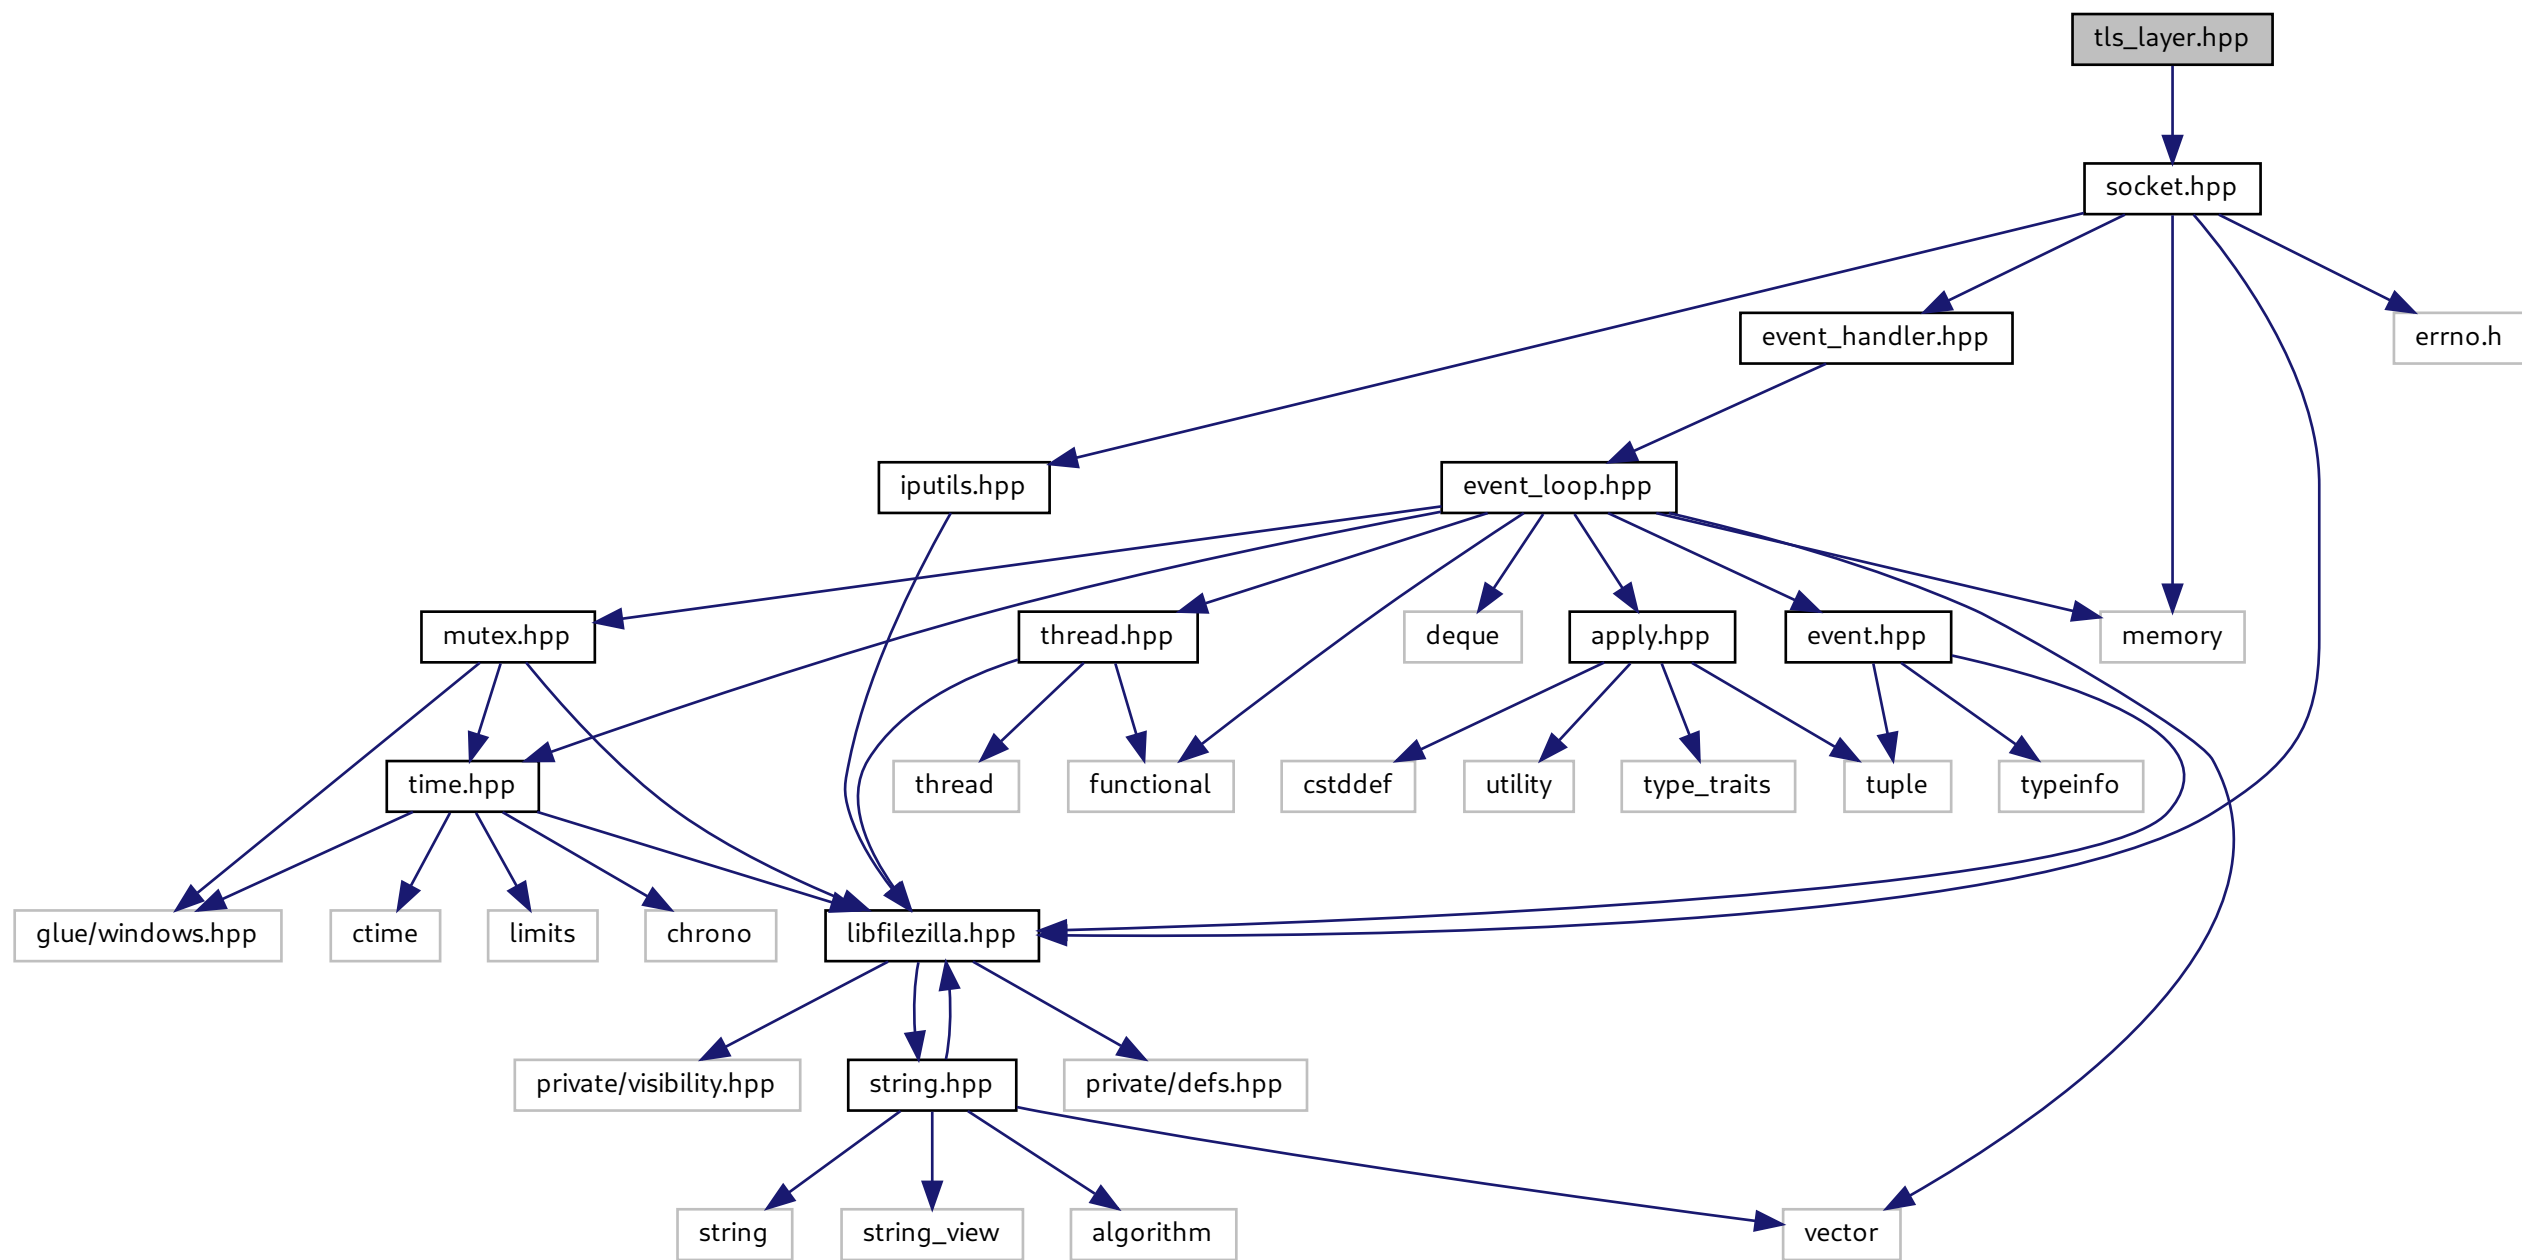 tls_layer.hpp
socket.hpp
event_handler.hpp
errno.h
iputils.hpp
event_loop.hpp
mutex.hpp
thread.hpp
deque
apply.hpp
event.hpp
memory
time.hpp
thread
functional
cstddef
utility
type_traits
tuple
typeinfo
glue/windows.hpp
ctime
limits
chrono
libfilezilla.hpp
private/visibility.hpp
string.hpp
private/defs.hpp
string
string_view
algorithm
vector